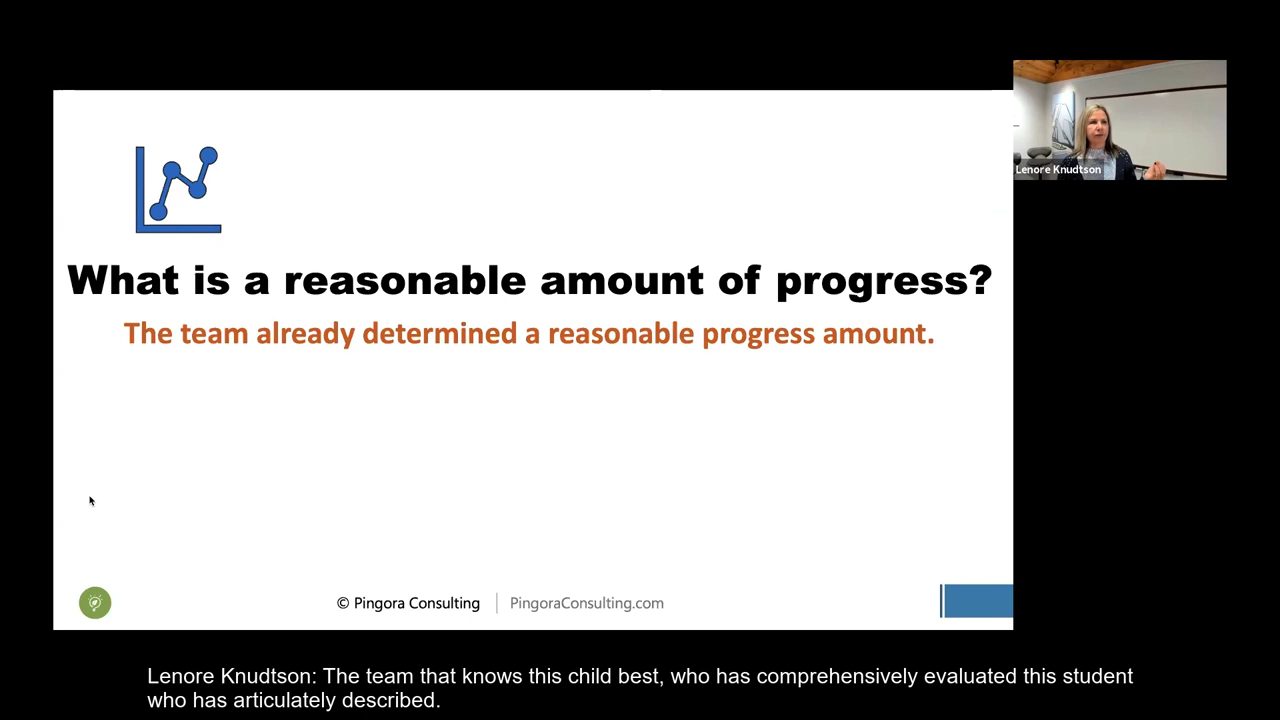 Lenore Knudtson
What is a reasonable amount of progress?
The team already determined a reasonable progress amount.
© Pingora Consulting
PingoraConsulting.com
Lenore Knudtson: The team that knows this child best, who has comprehensively evaluated this student
who has articulately described.